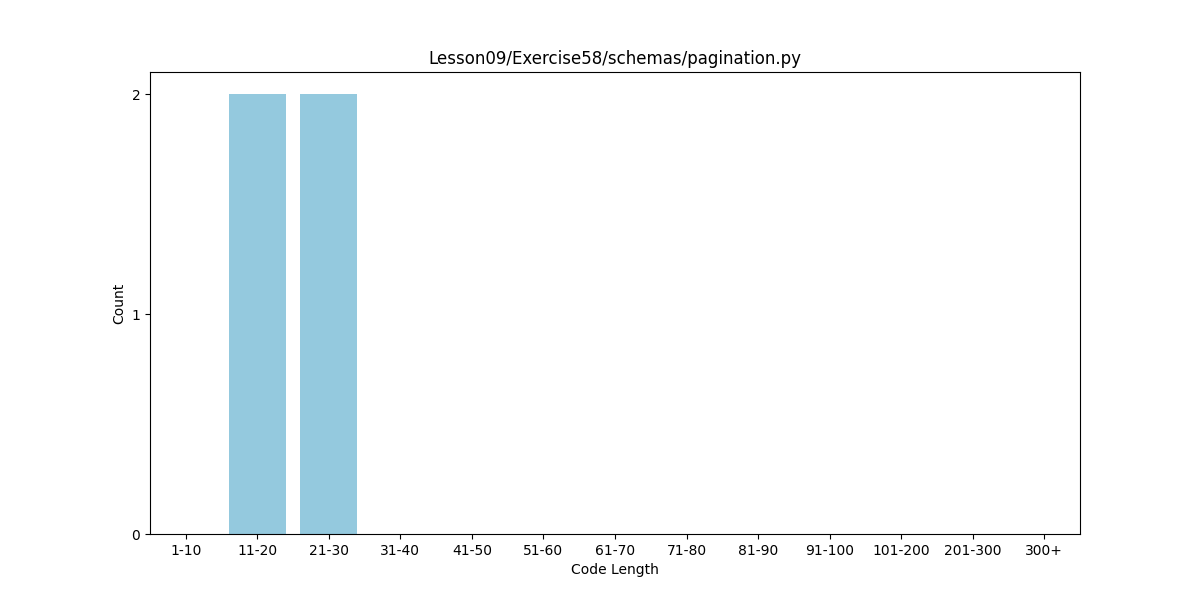 Lesson09/Exercise58/schemas/pagination.py
Count
2
1
0
1-10 11-20 21-30 31-40 41-50 51-60 61-70 71-80 81-90 91-100 101-200 201-300 300+
Code Length